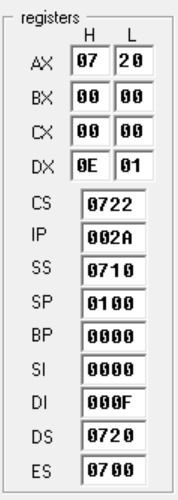 registers
H L
AX 07 20
BX 00 00
CX 00 00
DX 0E 01
CS 0722
IP 002A
SS 0710
SP 0100
BP 0000
SI 0000
DI 000F
DS 0720
ES 0700